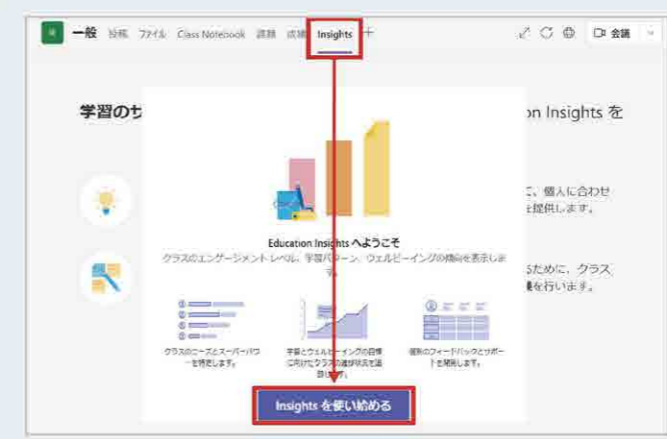 一般 投稿 ファイル Class Notebook 課題 成績 Insights +
会議
学習のサ
on Insights を
て、個人に合わせ
を提供します。
Education Insights へようこそ
クラスのエンゲージメント レベル、学習パターン、ウェルビーイングの傾向を表示しま
す。
るために、クラス
を行います。
クラスのニーズとスーパーパワ
ーを特定します。
学習とウェルビーイングの目標
に向けたクラスの進捗状況を追
個別のフィードバックとサポー
トを開発します。
Insights を使い始める